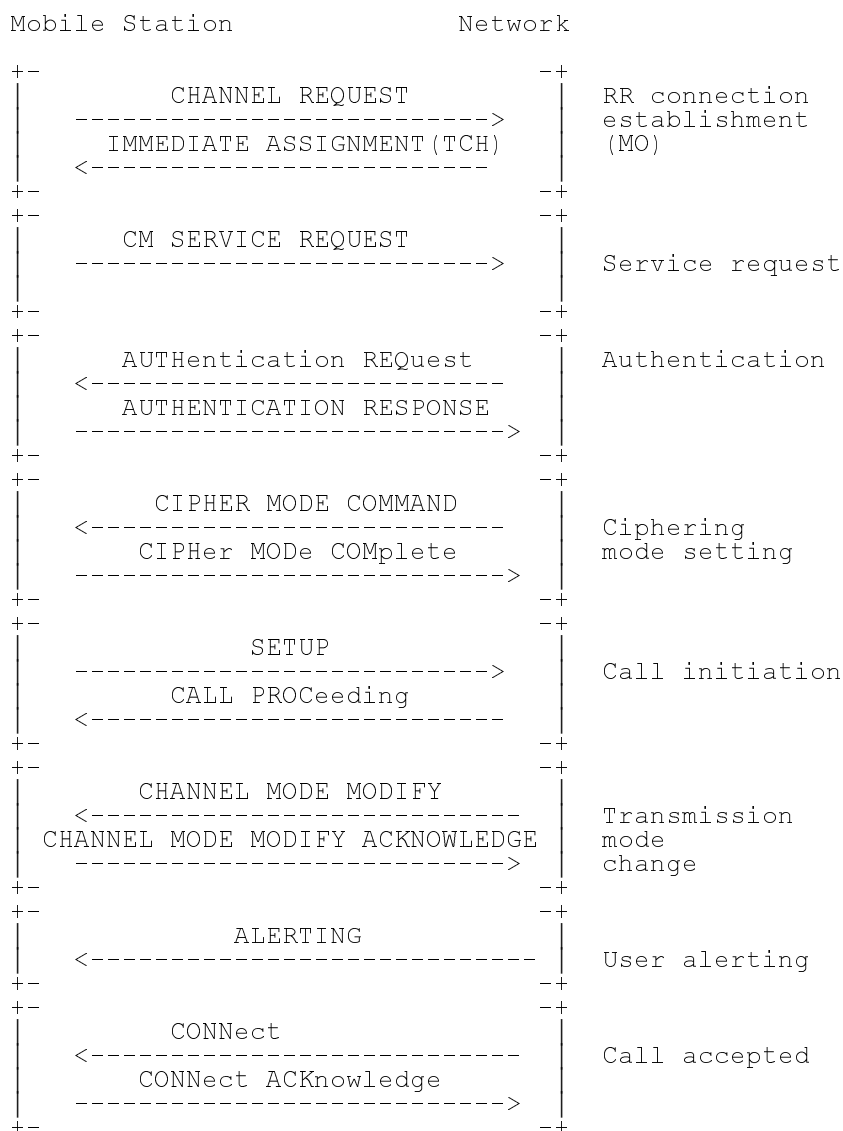 Mobile Station Network
CHANNEL REQUEST RR connection
establishment
IMMEDIATE ASSIGNMENT(TCH) (MO)
CM SERVICE REQUEST
Service request
AUTHentication REQuest Authentication
AUTHENTICATION RESPONSE
CIPHER MODE COMMAND
Ciphering
CIPHer MODe COMplete mode setting
SETUP
Call initiation
CALL PROCeeding
CHANNEL MODE MODIFY
Transmission
CHANNEL MODE MODIFY ACKNOWLEDGE mode
change
ALERTING
User alerting
CONNect
Call accepted
CONNect ACKnowledge